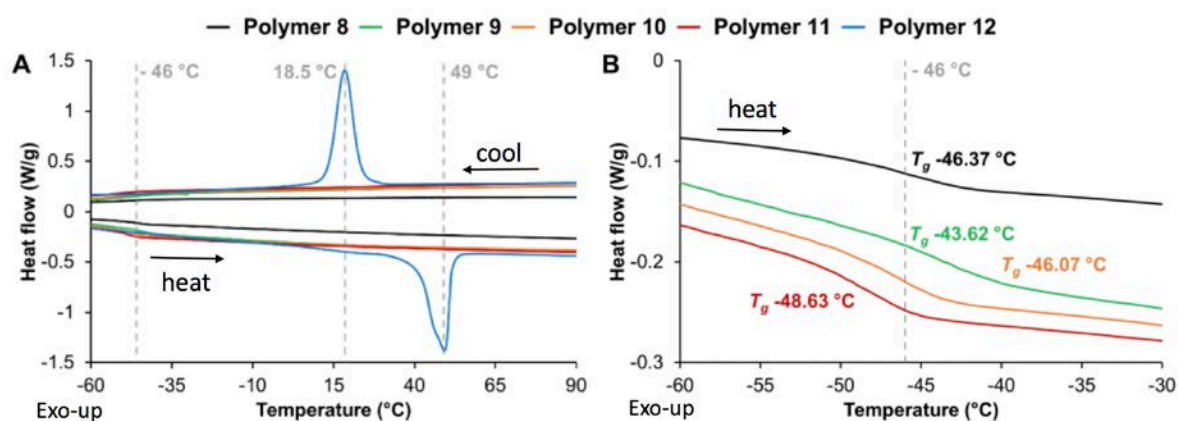 Polymer 8 Polymer 9 Polymer 10 Polymer 11 Polymer 12
A
1.5
1
0.5
0
-0.5
-1
-1.5
Heat flow (W/g)
- 46 °C
18.5 °C
49 °C
cool
heat
-60 -35 -10 15 40 65 90
Exo-up
Temperature (°C)
B
0
-0.1
-0.2
-0.3
Heat flow (W/g)
heat
- 46 °C
Tg -46.37 °C
Tg -43.62 °C
Tg -46.07 °C
Tg -48.63 °C
-60 -55 -50 -45 -40 -35 -30
Exo-up
Temperature (°C)